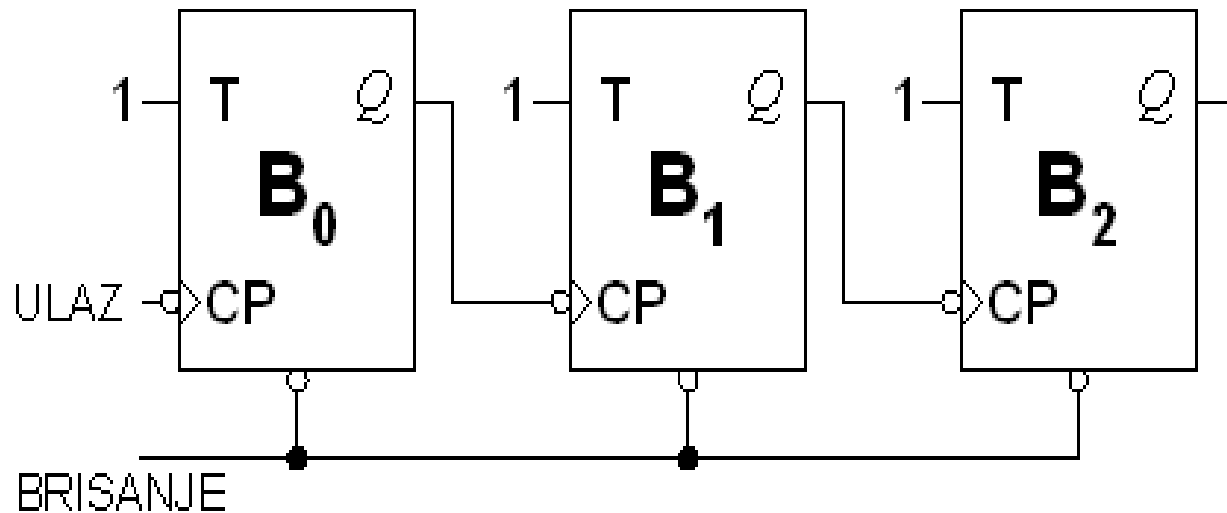 1 T Q 1 T Q 1 T Q
B₀ B₁ B₂
ULAZ CP CP CP
BRISANJE